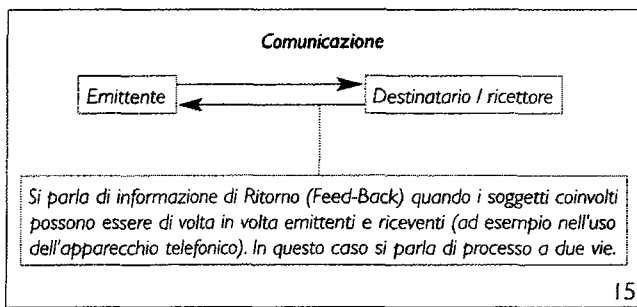 Comunicazione
Emittente
Destinatario / ricettore
Si parla di informazione di Ritorno (Feed-Back) quando i soggetti coinvolti
possono essere di volta in volta emittenti e riceventi (ad esempio nell'uso
dell'apparecchio telefonico). In questo caso si parla di processo a due vie.
15